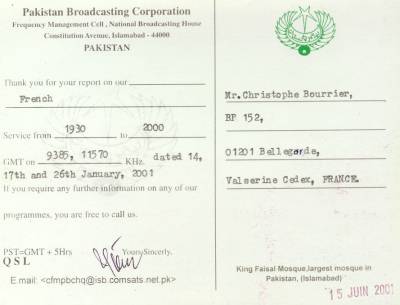 Pakistan Broadcasting Corporation
Frequency Management Cell , National Broadcasting House
Constitution Avenue, Islamabad - 44000
PAKISTAN
Thank you for your report on our
French
Service from 1930 to 2000
GMT on 9385, 11570 KHz. dated 14,
17th and 26th January, 2001
If you require any further information on any of our
programmes, you are free to call us.
PST=GMT + 5Hrs Yours Sincerely,
QSL
E.mail: <cfmpbchq@isb.comsats.net.pk>
Mr. Christophe Bourrier,
BP 152,
01201 Bellegarde,
Valserine Cedex, FRANCE.
King Faisal Mosque, largest mosque in
Pakistan, (Islamabad)
15 JUIN 2001